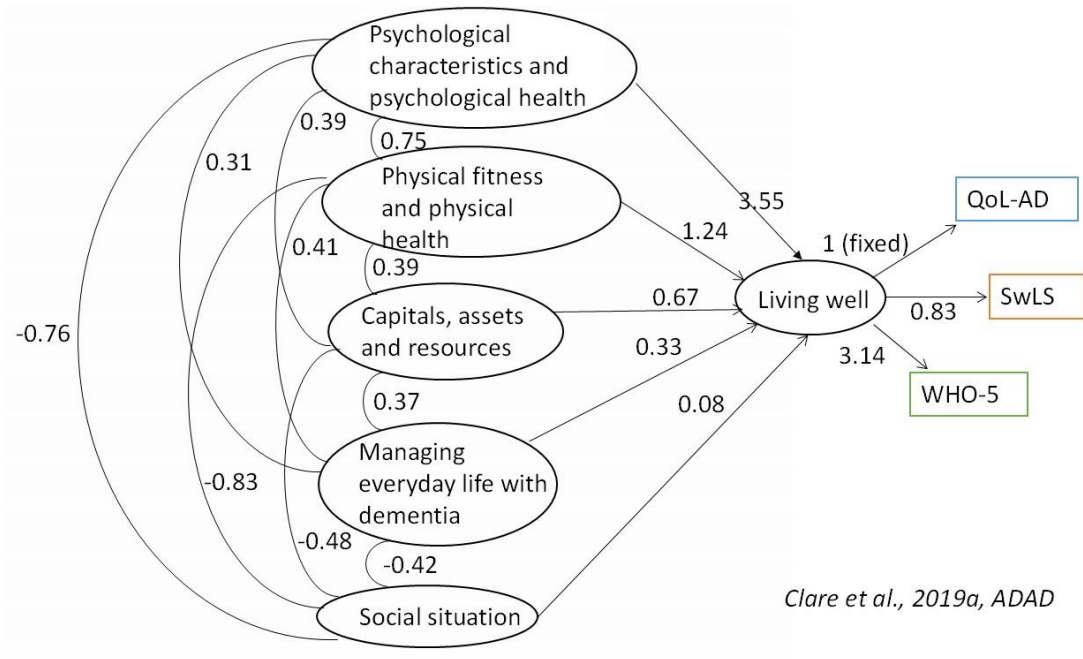 Psychological
characteristics and
psychological health
0.39
0.75
0.31
3.55
Physical fitness
and physical
health
QoL-AD
1.24
1 (fixed)
0.41
0.39
Living well
SwLS
0.67
0.83
Capitals, assets
and resources
-0.76
0.33
3.14
WHO-5
0.37
0.08
Managing
everyday life with
dementia
-0.83
-0.48
-0.42
Social situation
Clare et al., 2019a, ADAD